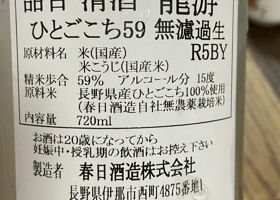 品目 清酒 龍游
ひとごこち59 無濾過生
R5BY
原材料名 米(国産)
米こうじ(国産米)
精米歩合 59% アルコール分 15度
原料米 長野県産ひとごこち100%使用
(春日酒造自社無農薬栽培米)
内容量 720ml
お酒は20歳になってから
妊娠中・授乳期の飲酒はお控え下さい
製造者 春日酒造株式会社
長野県伊那市西町4875番地1